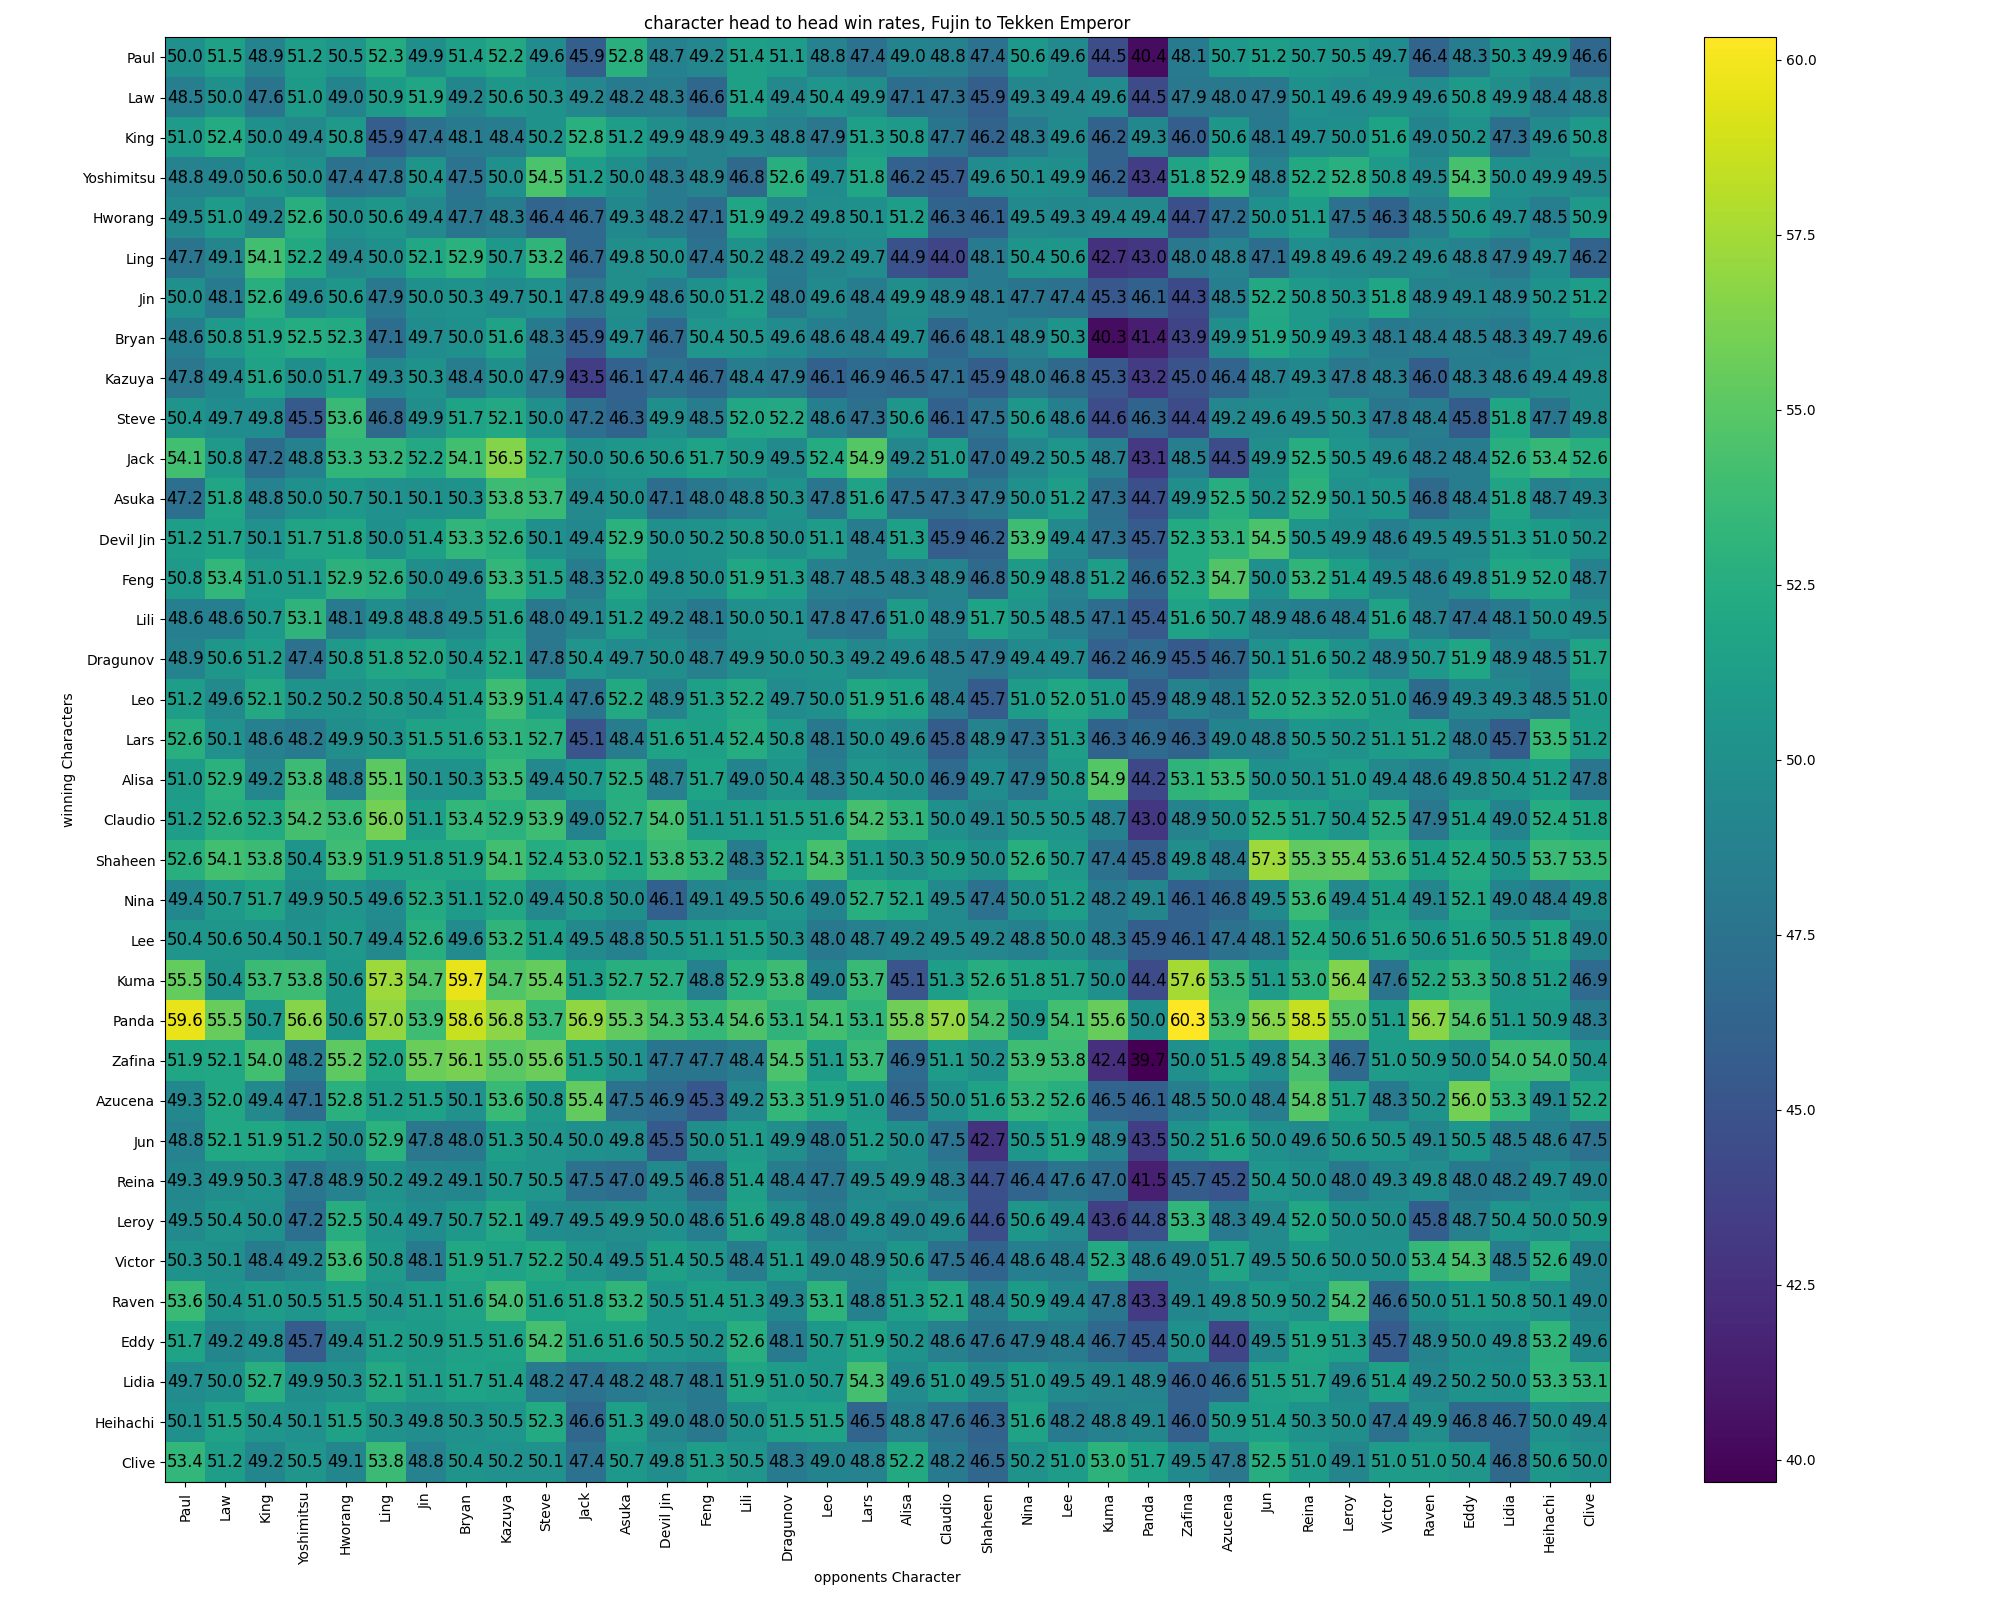 character head to head win rates, Fujin to Tekken Emperor
Paul 50.0 51.5 48.9 51.2 50.5 52.3 49.9 51.4 52.2 49.6 45.9 52.8 48.7 49.2 51.4 51.1 48.8 47.4 49.0 48.8 47.4 50.6 49.6 44.5 40.4 48.1 50.7 51.2 50.7 50.5 49.7 46.4 48.3 50.3 49.9 46.6
Law 48.5 50.0 47.6 51.0 49.0 50.9 51.9 49.2 50.6 50.3 49.2 48.2 48.3 46.6 51.4 49.4 50.4 49.9 47.1 47.3 45.9 49.3 49.4 49.6 44.5 47.9 48.0 47.9 50.1 49.6 49.9 49.6 50.8 49.9 48.4 48.8
King 51.0 52.4 50.0 49.4 50.8 45.9 47.4 48.1 48.4 50.2 52.8 51.2 49.9 48.9 49.3 48.8 47.9 51.3 50.8 47.7 46.2 48.3 49.6 46.2 49.3 46.0 50.6 48.1 49.7 50.0 51.6 49.0 50.2 47.3 49.6 50.8
Yoshimitsu 48.8 49.0 50.6 50.0 47.4 47.8 50.4 47.5 50.0 54.5 51.2 50.0 48.3 48.9 46.8 52.6 49.7 51.8 46.2 45.7 49.6 50.1 49.9 46.2 43.4 51.8 52.9 48.8 52.2 52.8 50.8 49.5 54.3 50.0 49.9 49.5
Hworang 49.5 51.0 49.2 52.6 50.0 50.6 49.4 47.7 48.3 46.4 46.7 49.3 48.2 47.1 51.9 49.2 49.8 50.1 51.2 46.3 46.1 49.5 49.3 49.4 49.4 44.7 47.2 50.0 51.1 47.5 46.3 48.5 50.6 49.7 48.5 50.9
Ling 47.7 49.1 54.1 52.2 49.4 50.0 52.1 52.9 50.7 53.2 46.7 49.8 50.0 47.4 50.2 48.2 49.2 49.7 44.9 44.0 48.1 50.4 50.6 42.7 43.0 48.0 48.8 47.1 49.8 49.6 49.2 49.6 48.8 47.9 49.7 46.2
Jin 50.0 48.1 52.6 49.6 50.6 47.9 50.0 50.3 49.7 50.1 47.8 49.9 48.6 50.0 51.2 48.0 49.6 48.4 49.9 48.9 48.1 47.7 47.4 45.3 46.1 44.3 48.5 52.2 50.8 50.3 51.8 48.9 49.1 48.9 50.2 51.2
Bryan 48.6 50.8 51.9 52.5 52.3 47.1 49.7 50.0 51.6 48.3 45.9 49.7 46.7 50.4 50.5 49.6 48.6 48.4 49.7 46.6 48.1 48.9 50.3 40.3 41.4 43.9 49.9 51.9 50.9 49.3 48.1 48.4 48.5 48.3 49.7 49.6
Kazuya 47.8 49.4 51.6 50.0 51.7 49.3 50.3 48.4 50.0 47.9 43.5 46.1 47.4 46.7 48.4 47.9 46.1 46.9 46.5 47.1 45.9 48.0 46.8 45.3 43.2 45.0 46.4 48.7 49.3 47.8 48.3 46.0 48.3 48.6 49.4 49.8
Steve 50.4 49.7 49.8 45.5 53.6 46.8 49.9 51.7 52.1 50.0 47.2 46.3 49.9 48.5 52.0 52.2 48.6 47.3 50.6 46.1 47.5 50.6 48.6 44.6 46.3 44.4 49.2 49.6 49.5 50.3 47.8 48.4 45.8 51.8 47.7 49.8
Jack 54.1 50.8 47.2 48.8 53.3 53.2 52.2 54.1 56.5 52.7 50.0 50.6 50.6 51.7 50.9 49.5 52.4 54.9 49.2 51.0 47.0 49.2 50.5 48.7 43.1 48.5 44.5 49.9 52.5 50.5 49.6 48.2 48.4 52.6 53.4 52.6
Asuka 47.2 51.8 48.8 50.0 50.7 50.1 50.1 50.3 53.8 53.7 49.4 50.0 47.1 48.0 48.8 50.3 47.8 51.6 47.5 47.3 47.9 50.0 51.2 47.3 44.7 49.9 52.5 50.2 52.9 50.1 50.5 46.8 48.4 51.8 48.7 49.3
Devil Jin 51.2 51.7 50.1 51.7 51.8 50.0 51.4 53.3 52.6 50.1 49.4 52.9 50.0 50.2 50.8 50.0 51.1 48.4 51.3 45.9 46.2 53.9 49.4 47.3 45.7 52.3 53.1 54.5 50.5 49.9 48.6 49.5 49.5 51.3 51.0 50.2
Feng 50.8 53.4 51.0 51.1 52.9 52.6 50.0 49.6 53.3 51.5 48.3 52.0 49.8 50.0 51.9 51.3 48.7 48.5 48.3 48.9 46.8 50.9 48.8 51.2 46.6 52.3 54.7 50.0 53.2 51.4 49.5 48.6 49.8 51.9 52.0 48.7
Lili 48.6 48.6 50.7 53.1 48.1 49.8 48.8 49.5 51.6 48.0 49.1 51.2 49.2 48.1 50.0 50.1 47.8 47.6 51.0 48.9 51.7 50.5 48.5 47.1 45.4 51.6 50.7 48.9 48.6 48.4 51.6 48.7 47.4 48.1 50.0 49.5
Dragunov 48.9 50.6 51.2 47.4 50.8 51.8 52.0 50.4 52.1 47.8 50.4 49.7 50.0 48.7 49.9 50.0 50.3 49.2 49.6 48.5 47.9 49.4 49.7 46.2 46.9 45.5 46.7 50.1 51.6 50.2 48.9 50.7 51.9 48.9 48.5 51.7
Leo 51.2 49.6 52.1 50.2 50.2 50.8 50.4 51.4 53.9 51.4 47.6 52.2 48.9 51.3 52.2 49.7 50.0 51.9 51.6 48.4 45.7 51.0 52.0 51.0 45.9 48.9 48.1 52.0 52.3 52.0 51.0 46.9 49.3 49.3 48.5 51.0
Lars 52.6 50.1 48.6 48.2 49.9 50.3 51.5 51.6 53.1 52.7 45.1 48.4 51.6 51.4 52.4 50.8 48.1 50.0 49.6 45.8 48.9 47.3 51.3 46.3 46.9 46.3 49.0 48.8 50.5 50.2 51.1 51.2 48.0 45.7 53.5 51.2
Alisa 51.0 52.9 49.2 53.8 48.8 55.1 50.1 50.3 53.5 49.4 50.7 52.5 48.7 51.7 49.0 50.4 48.3 50.4 50.0 46.9 49.7 47.9 50.8 54.9 44.2 53.1 53.5 50.0 50.1 51.0 49.4 48.6 49.8 50.4 51.2 47.8
Claudio 51.2 52.6 52.3 54.2 53.6 56.0 51.1 53.4 52.9 53.9 49.0 52.7 54.0 51.1 51.1 51.5 51.6 54.2 53.1 50.0 49.1 50.5 50.5 48.7 43.0 48.9 50.0 52.5 51.7 50.4 52.5 47.9 51.4 49.0 52.4 51.8
Shaheen 52.6 54.1 53.8 50.4 53.9 51.9 51.8 51.9 54.1 52.4 53.0 52.1 53.8 53.2 48.3 52.1 54.3 51.1 50.3 50.9 50.0 52.6 50.7 47.4 45.8 49.8 48.4 57.3 55.3 55.4 53.6 51.4 52.4 50.5 53.7 53.5
Nina 49.4 50.7 51.7 49.9 50.5 49.6 52.3 51.1 52.0 49.4 50.8 50.0 46.1 49.1 49.5 50.6 49.0 52.7 52.1 49.5 47.4 50.0 51.2 48.2 49.1 46.1 46.8 49.5 53.6 49.4 51.4 49.1 52.1 49.0 48.4 49.8
Lee 50.4 50.6 50.4 50.1 50.7 49.4 52.6 49.6 53.2 51.4 49.5 48.8 50.5 51.1 51.5 50.3 48.0 48.7 49.2 49.5 49.2 48.8 50.0 48.3 45.9 46.1 47.4 48.1 52.4 50.6 51.6 50.6 51.6 50.5 51.8 49.0
Kuma 55.5 50.4 53.7 53.8 50.6 57.3 54.7 59.7 54.7 55.4 51.3 52.7 52.7 48.8 52.9 53.8 49.0 53.7 45.1 51.3 52.6 51.8 51.7 50.0 44.4 57.6 53.5 51.1 53.0 56.4 47.6 52.2 53.3 50.8 51.2 46.9
Panda 59.6 55.5 50.7 56.6 50.6 57.0 53.9 58.6 56.8 53.7 56.9 55.3 54.3 53.4 54.6 53.1 54.1 53.1 55.8 57.0 54.2 50.9 54.1 55.6 50.0 60.3 53.9 56.5 58.5 55.0 51.1 56.7 54.6 51.1 50.9 48.3
Zafina 51.9 52.1 54.0 48.2 55.2 52.0 55.7 56.1 55.0 55.6 51.5 50.1 47.7 47.7 48.4 54.5 51.1 53.7 46.9 51.1 50.2 53.9 53.8 42.4 39.7 50.0 51.5 49.8 54.3 46.7 51.0 50.9 50.0 54.0 54.0 50.4
Azucena 49.3 52.0 49.4 47.1 52.8 51.2 51.5 50.1 53.6 50.8 55.4 47.5 46.9 45.3 49.2 53.3 51.9 51.0 46.5 50.0 51.6 53.2 52.6 46.5 46.1 48.5 50.0 48.4 54.8 51.7 48.3 50.2 56.0 53.3 49.1 52.2
Jun 48.8 52.1 51.9 51.2 50.0 52.9 47.8 48.0 51.3 50.4 50.0 49.8 45.5 50.0 51.1 49.9 48.0 51.2 50.0 47.5 42.7 50.5 51.9 48.9 43.5 50.2 51.6 50.0 49.6 50.6 50.5 49.1 50.5 48.5 48.6 47.5
Reina 49.3 49.9 50.3 47.8 48.9 50.2 49.2 49.1 50.7 50.5 47.5 47.0 49.5 46.8 51.4 48.4 47.7 49.5 49.9 48.3 44.7 46.4 47.6 47.0 41.5 45.7 45.2 50.4 50.0 48.0 49.3 49.8 48.0 48.2 49.7 49.0
Leroy 49.5 50.4 50.0 47.2 52.5 50.4 49.7 50.7 52.1 49.7 49.5 49.9 50.0 48.6 51.6 49.8 48.0 49.8 49.0 49.6 44.6 50.6 49.4 43.6 44.8 53.3 48.3 49.4 52.0 50.0 50.0 45.8 48.7 50.4 50.0 50.9
Victor 50.3 50.1 48.4 49.2 53.6 50.8 48.1 51.9 51.7 52.2 50.4 49.5 51.4 50.5 48.4 51.1 49.0 48.9 50.6 47.5 46.4 48.6 48.4 52.3 48.6 49.0 51.7 49.5 50.6 50.0 50.0 53.4 54.3 48.5 52.6 49.0
Raven 53.6 50.4 51.0 50.5 51.5 50.4 51.1 51.6 54.0 51.6 51.8 53.2 50.5 51.4 51.3 49.3 53.1 48.8 51.3 52.1 48.4 50.9 49.4 47.8 43.3 49.1 49.8 50.9 50.2 54.2 46.6 50.0 51.1 50.8 50.1 49.0
Eddy 51.7 49.2 49.8 45.7 49.4 51.2 50.9 51.5 51.6 54.2 51.6 51.6 50.5 50.2 52.6 48.1 50.7 51.9 50.2 48.6 47.6 47.9 48.4 46.7 45.4 50.0 44.0 49.5 51.9 51.3 45.7 48.9 50.0 49.8 53.2 49.6
Lidia 49.7 50.0 52.7 49.9 50.3 52.1 51.1 51.7 51.4 48.2 47.4 48.2 48.7 48.1 51.9 51.0 50.7 54.3 49.6 51.0 49.5 51.0 49.5 49.1 48.9 46.0 46.6 51.5 51.7 49.6 51.4 49.2 50.2 50.0 53.3 53.1
Heihachi 50.1 51.5 50.4 50.1 51.5 50.3 49.8 50.3 50.5 52.3 46.6 51.3 49.0 48.0 50.0 51.5 51.5 46.5 48.8 47.6 46.3 51.6 48.2 48.8 49.1 46.0 50.9 51.4 50.3 50.0 47.4 49.9 46.8 46.7 50.0 49.4
Clive 53.4 51.2 49.2 50.5 49.1 53.8 48.8 50.4 50.2 50.1 47.4 50.7 49.8 51.3 50.5 48.3 49.0 48.8 52.2 48.2 46.5 50.2 51.0 53.0 51.7 49.5 47.8 52.5 51.0 49.1 51.0 51.0 50.4 46.8 50.6 50.0
Paul Law King Yoshimitsu Hworang Ling Jin Bryan Kazuya Steve Jack Asuka Devil Jin Feng Lili Dragunov Leo Lars Alisa Claudio Shaheen Nina Lee Kuma Panda Zafina Azucena Jun Reina Leroy Victor Raven Eddy Lidia Heihachi Clive
opponents Character
winning Characters
60.0
57.5
55.0
52.5
50.0
47.5
45.0
42.5
40.0